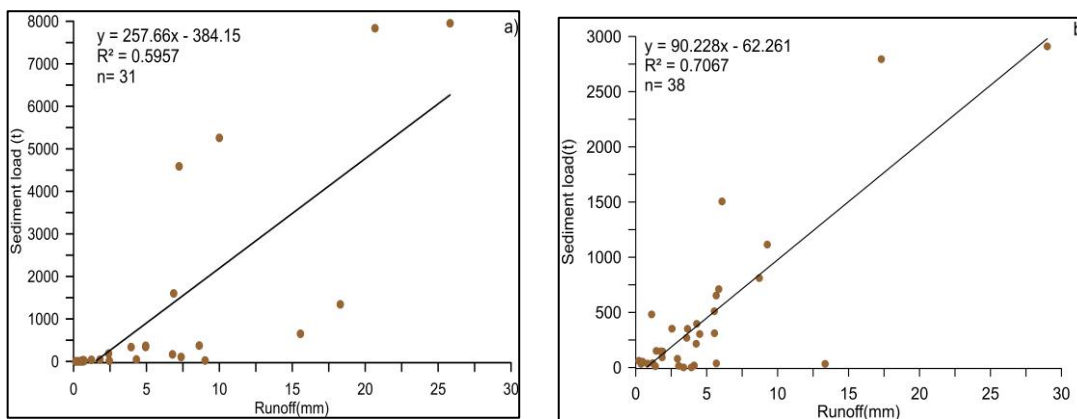 a)
y = 257.66x - 384.15
R² = 0.5957
n= 31
8000
7000
6000
5000
4000
3000
2000
1000
0
Sediment load (t)
0 5 10 15 20 25 30
Runoff(mm)
b
y = 90.228x - 62.261
R² = 0.7067
n= 38
3000
2500
2000
1500
1000
500
0
Sediment load(t)
0 5 10 15 20 25 30
Runoff(mm)